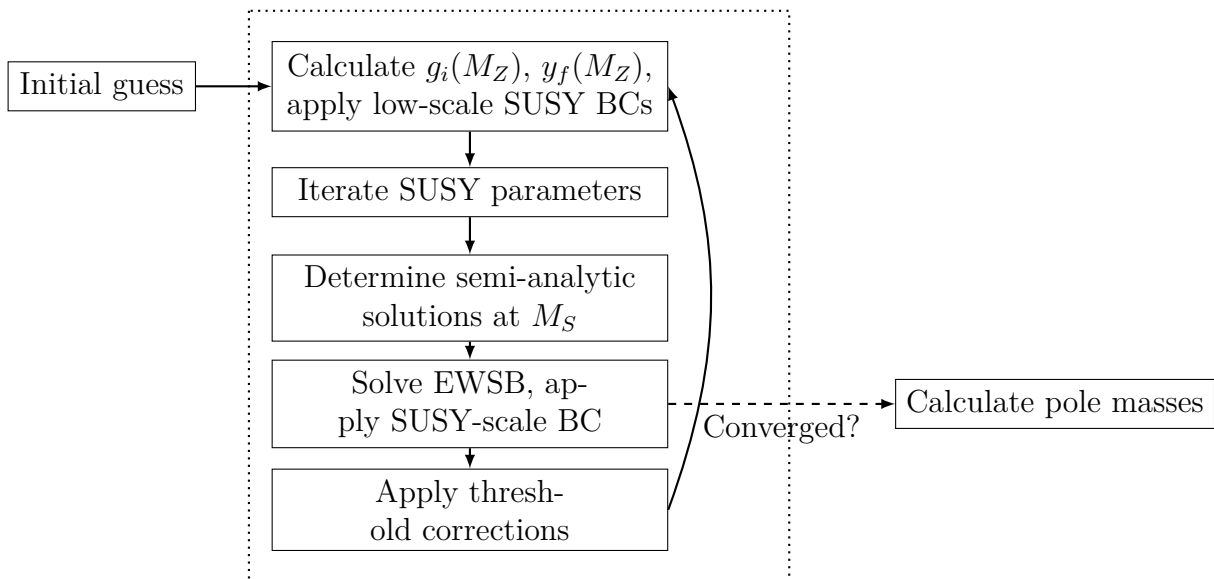 Initial guess
Calculate $g_i(M_Z)$, $y_f(M_Z)$,
apply low-scale SUSY BCs
Iterate SUSY parameters
Determine semi-analytic
solutions at $M_S$
Solve EWSB, ap-
ply SUSY-scale BC
Converged?
Calculate pole masses
Apply thresh-
old corrections